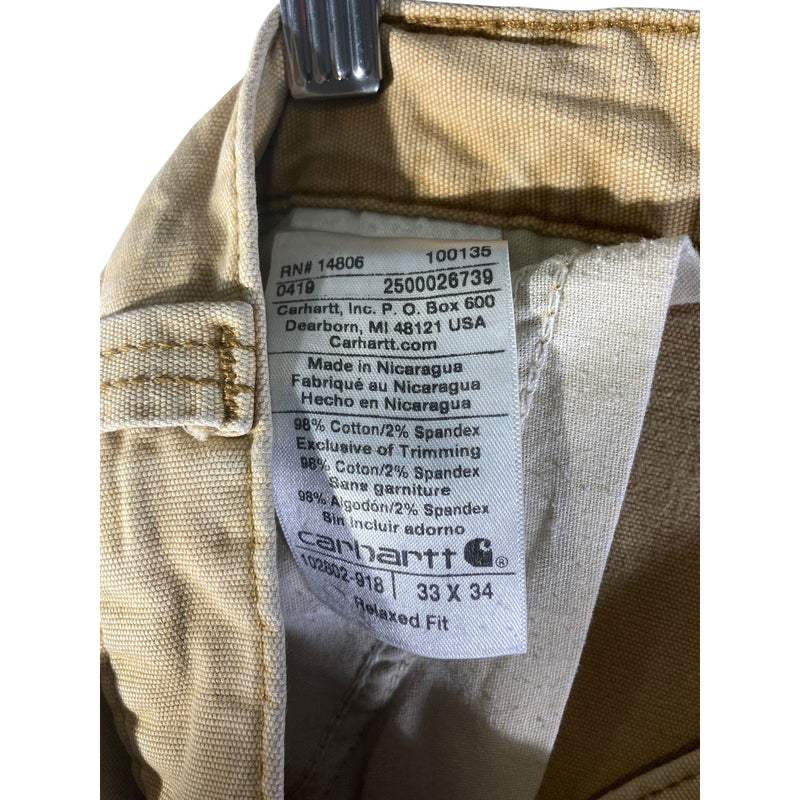 RN# 14806 100135
0419 2500026739
Carhartt, Inc. P. O. Box 600
Dearborn, MI 48121 USA
Carhartt.com
Made in Nicaragua
Fabriqué au Nicaragua
Hecho en Nicaragua
98% Cotton/2% Spandex
Exclusive of Trimming
98% Coton/2% Spandex
Sans garniture
98% Algodón/2% Spandex
Sin incluir adorno
carhartt ®
102802-918 33 X 34
Relaxed Fit